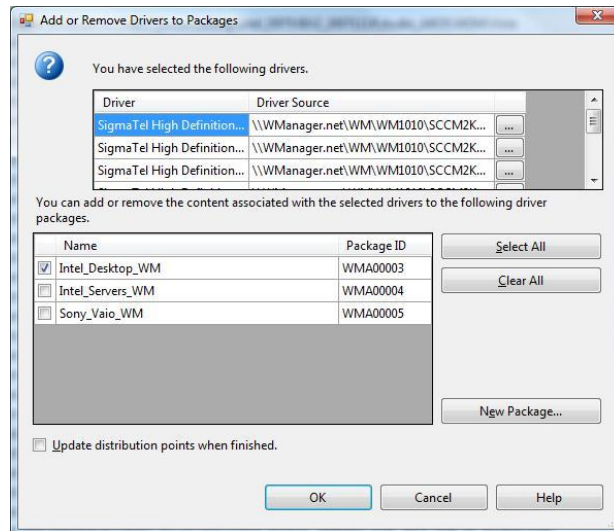 Add or Remove Drivers to Packages
You have selected the following drivers.
Driver Driver Source
SigmaTel High Definition... \\WManager.net\WM\WM1010\SCCM2K... ...
SigmaTel High Definition... \\WManager.net\WM\WM1010\SCCM2K... ...
SigmaTel High Definition... \\WManager.net\WM\WM1010\SCCM2K... ...
You can add or remove the content associated with the selected drivers to the following driver
packages.
Name Package ID
Intel_Desktop_WM WMA00003
Intel_Servers_WM WMA00004
Sony_Vaio_WM WMA00005
Select All
Clear All
New Package...
Update distribution points when finished.
OK Cancel Help